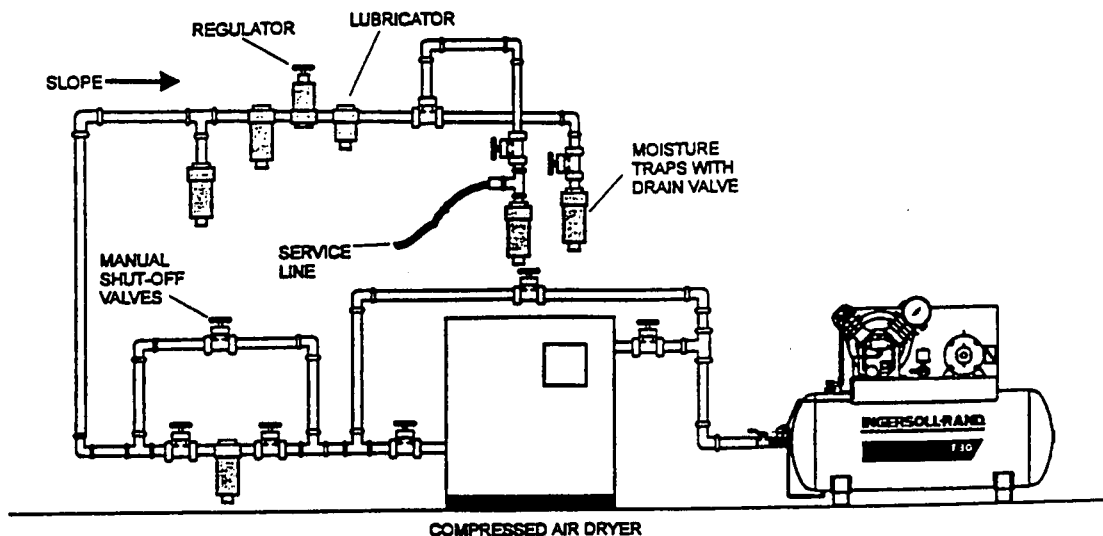 LUBRICATOR
REGULATOR
SLOPE
MOISTURE
TRAPS WITH
DRAIN VALVE
SERVICE
LINE
MANUAL
SHUT-OFF
VALVES
INGERSOLL-RAND
T30
COMPRESSED AIR DRYER